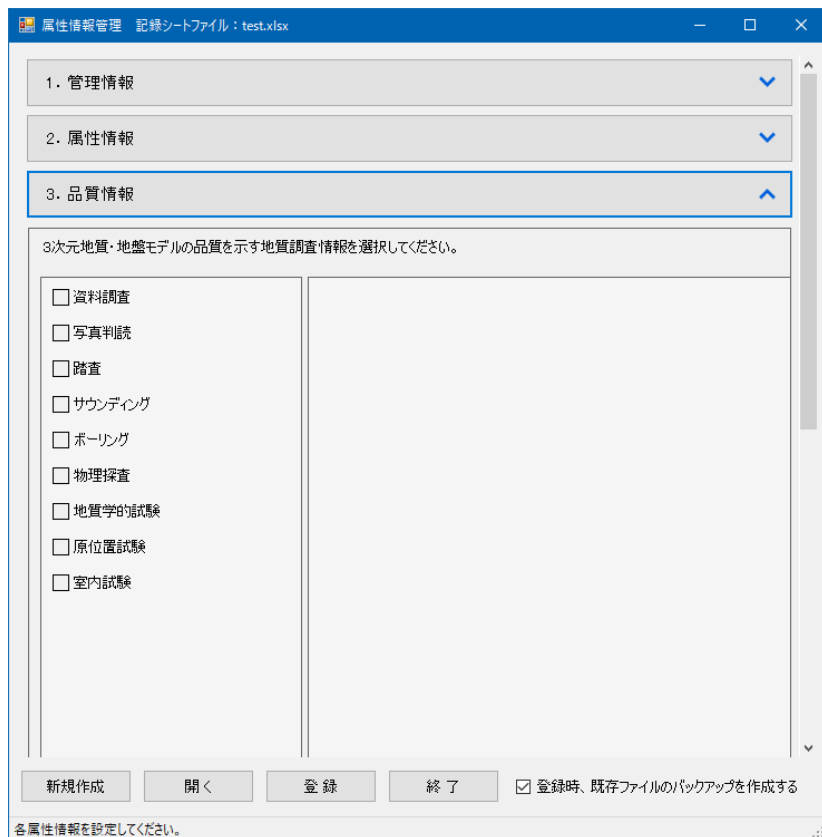 属性情報管理 記録シートファイル：test.xlsx
1. 管理情報
2. 属性情報
3. 品質情報
3次元地質・地盤モデルの品質を示す地質調査情報を選択してください。
資料調査
写真判読
踏査
サウンディング
ボーリング
物理探査
地質学的試験
原位置試験
室内試験
新規作成 開く 登録 終了 登録時、既存ファイルのバックアップを作成する
各属性情報を設定してください。